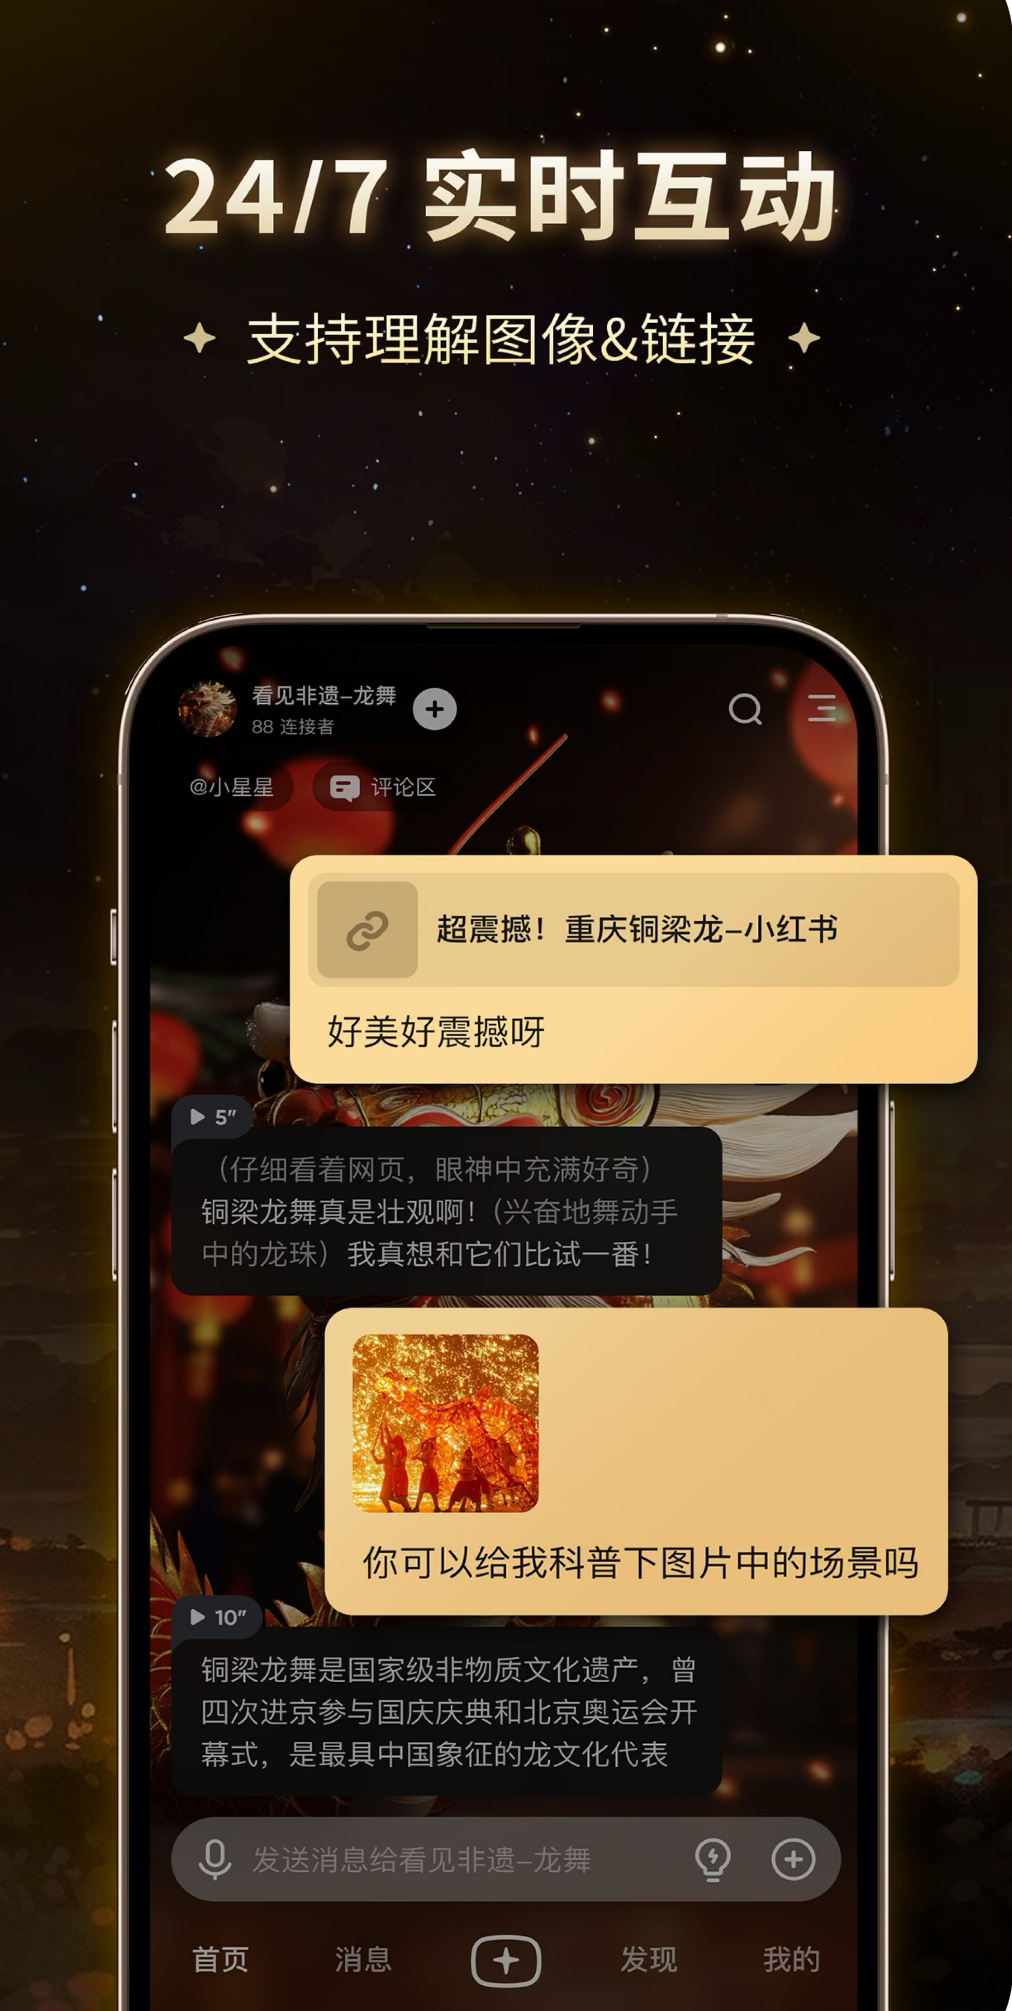 24/7 实时互动
支持理解图像&链接
看见非遗–龙舞
88 连接者
@小星星
评论区
超震撼！重庆铜梁龙–小红书
好美好震撼呀
5″
（仔细看着网页，眼神中充满好奇）
铜梁龙舞真是壮观啊！（兴奋地舞动手
中的龙珠）我真想和它们比试一番！
你可以给我科普下图片中的场景吗
10″
铜梁龙舞是国家级非物质文化遗产，曾
四次进京参与国庆庆典和北京奥运会开
幕式，是最具中国象征的龙文化代表
发送消息给看见非遗–龙舞
首页
消息
发现
我的